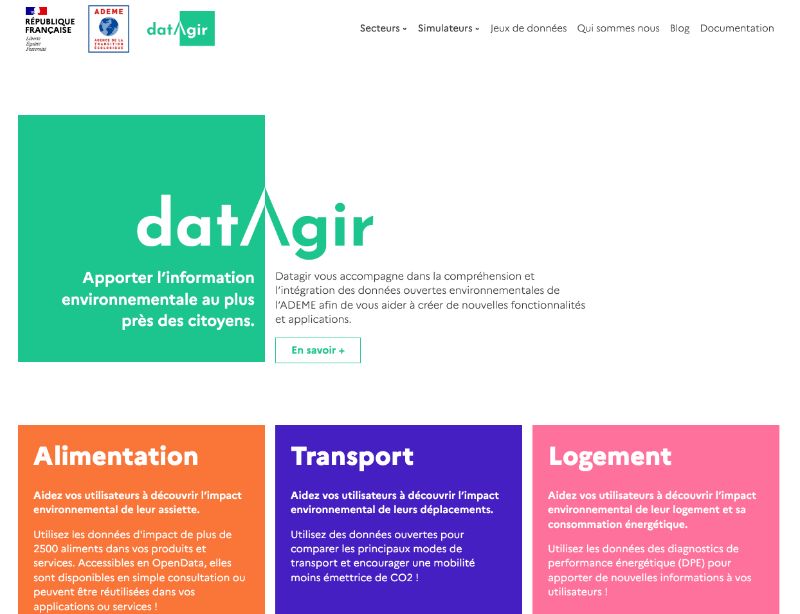 RÉPUBLIQUE
FRANÇAISE
Liberté
Égalité
Fraternité
ADEME
AGENCE DE LA
TRANSITION
ÉCOLOGIQUE
datAgir
Secteurs
Simulateurs
Jeux de données
Qui sommes nous
Blog
Documentation
datAgir
Apporter l'information
environnementale au plus
près des citoyens.
Datagir vous accompagne dans la compréhension et
l'intégration des données ouvertes environnementales de
l'ADEME afin de vous aider à créer de nouvelles fonctionnalités
et applications.
En savoir +
Alimentation
Aidez vos utilisateurs à découvrir l'impact
environnemental de leur assiette.
Utilisez les données d'impact de plus de
2500 aliments dans vos produits et
services. Accessibles en OpenData, elles
sont disponibles en simple consultation ou
peuvent être réutilisées dans vos
applications ou services !
Transport
Aidez vos utilisateurs à découvrir l'impact
environnemental de leurs déplacements.
Utilisez des données ouvertes pour
comparer les principaux modes de
transport et encourager une mobilité
moins émettrice de CO2 !
Logement
Aidez vos utilisateurs à découvrir l'impact
environnemental de leur logement et sa
consommation énergétique.
Utilisez les données des diagnostics de
performance énergétique (DPE) pour
apporter de nouvelles informations à vos
utilisateurs !